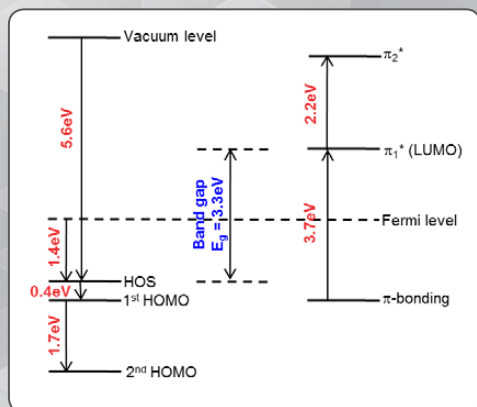 Vacuum level
5.6eV
1.4eV
HOS
0.4eV
1st HOMO
1.7eV
2nd HOMO
Band gap
Eg = 3.3eV
π2*
2.2eV
π1* (LUMO)
Fermi level
3.7eV
π-bonding